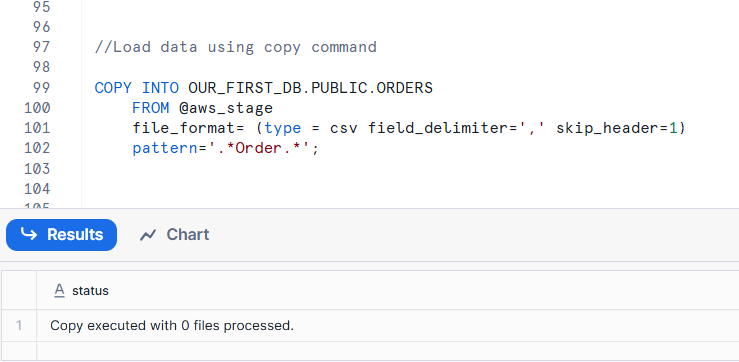 95
96
97 //Load data using copy command
98
99 COPY INTO OUR_FIRST_DB.PUBLIC.ORDERS
100 FROM @aws_stage
101 file_format= (type = csv field_delimiter=',' skip_header=1)
102 pattern='.*Order.*';
103
104
105
Results Chart
A status
1 Copy executed with 0 files processed.